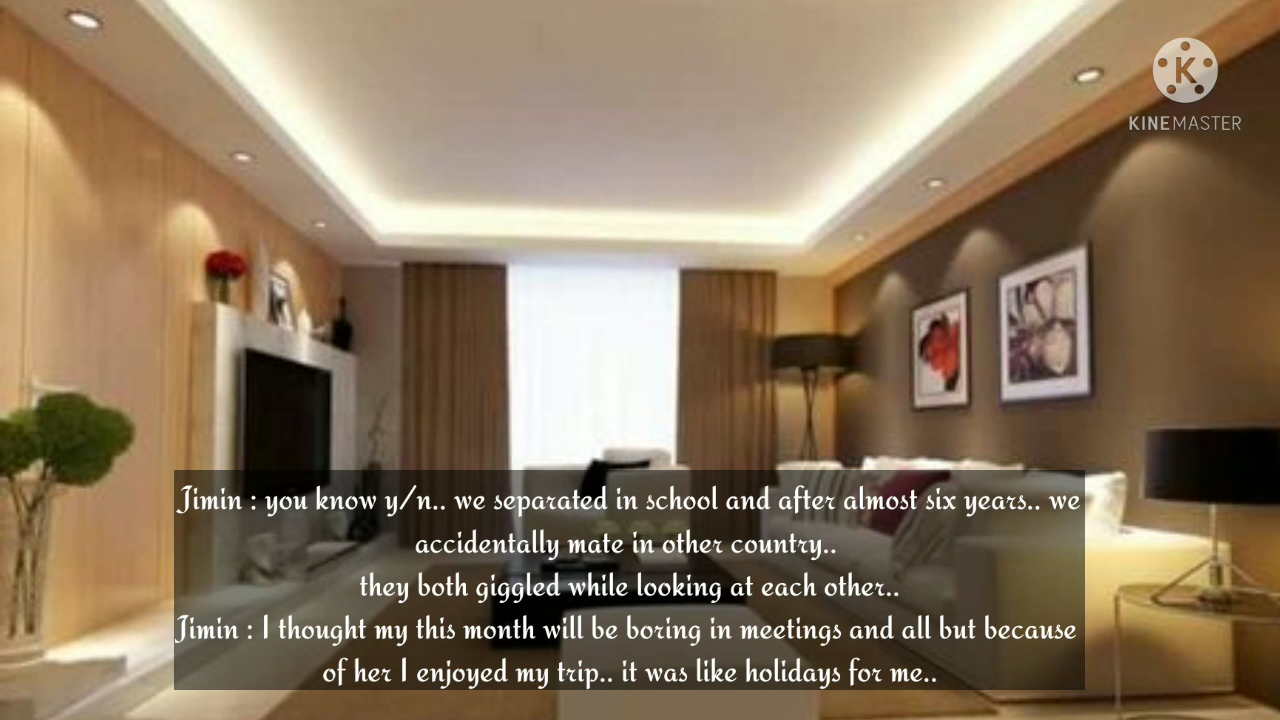 K
KINEMASTER
Jimin : you know y/n.. we separated in school and after almost six years.. we
accidentally mate in other country..
they both giggled while looking at each other..
Jimin : I thought my this month will be boring in meetings and all but because
of her I enjoyed my trip.. it was like holidays for me..